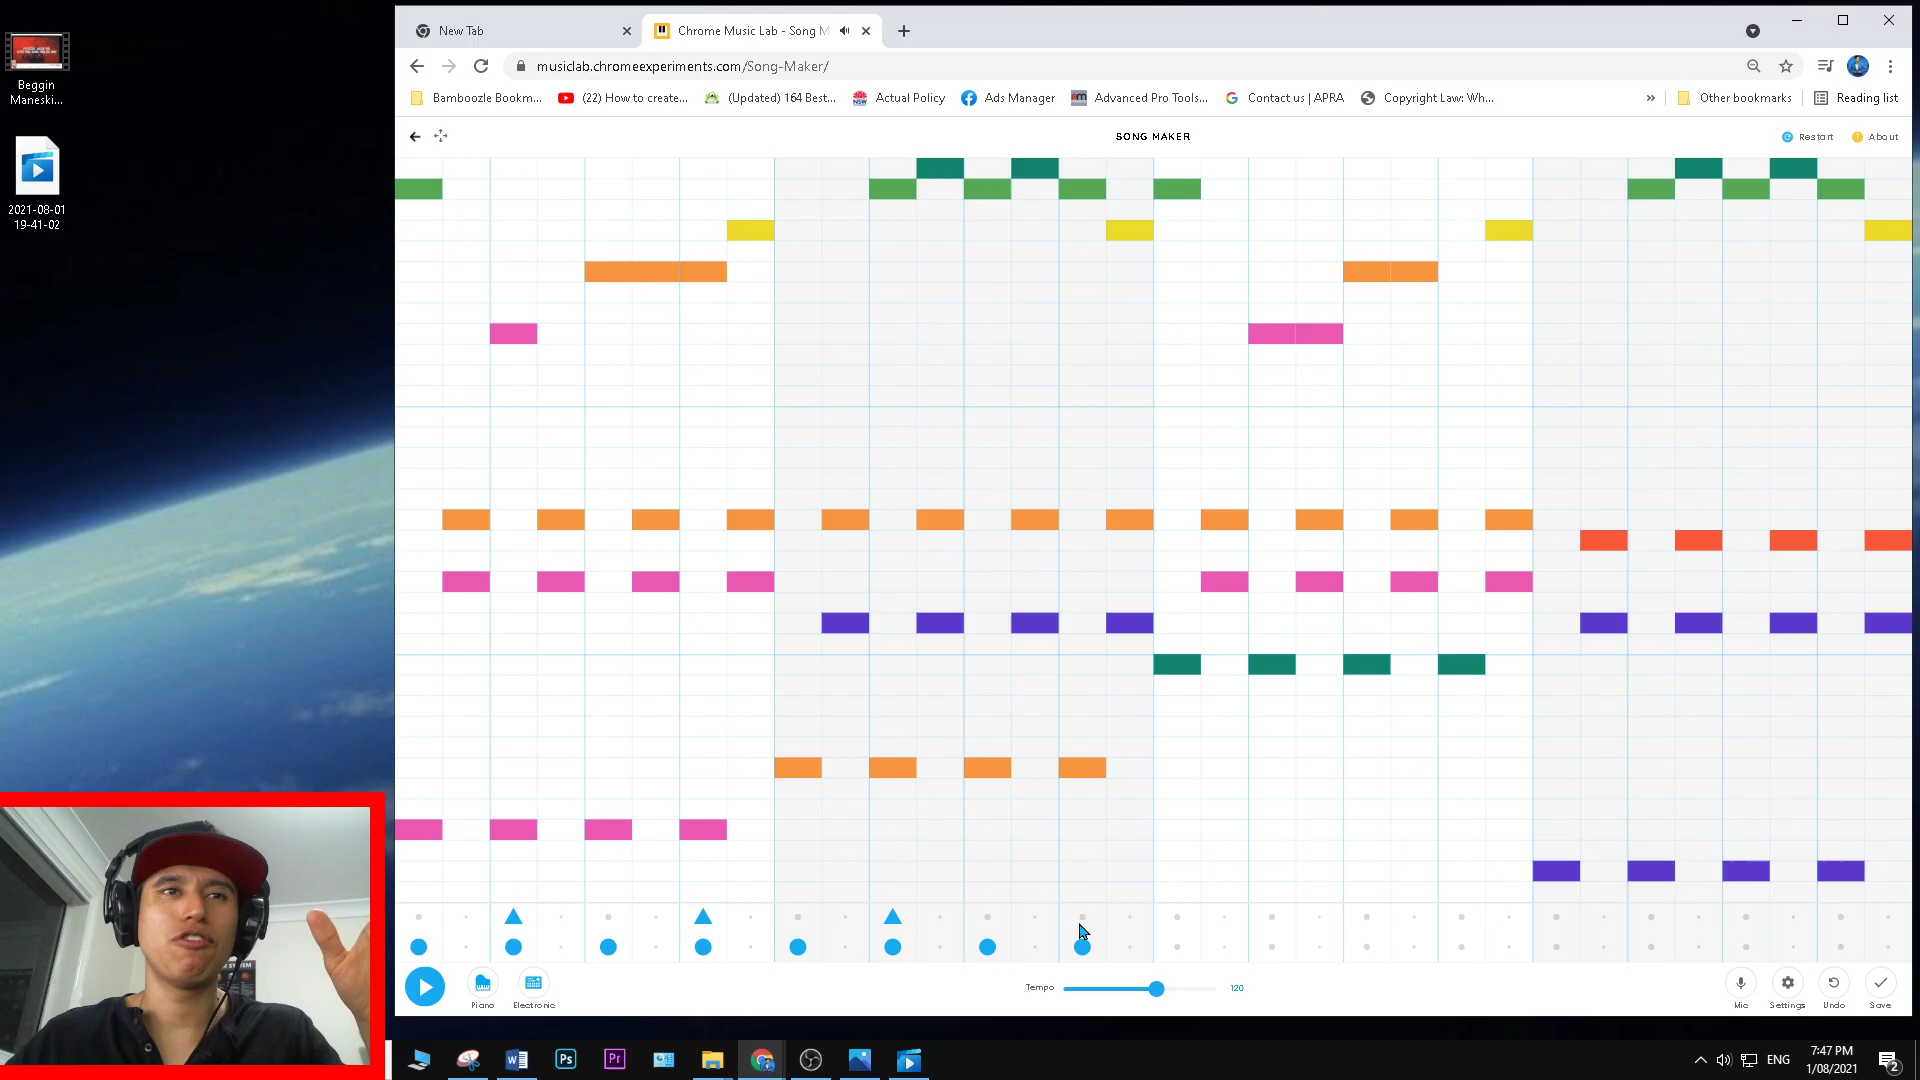 Beggin
Maneski...
2021-08-01
19-41-02
New Tab
Chrome Music Lab - Song M
musiclab.chromeexperiments.com/Song-Maker/
Bamboozle Bookm...
(22) How to create...
(Updated) 164 Best...
Actual Policy
Ads Manager
Advanced Pro Tools...
Contact us | APRA
Copyright Law: Wh...
»
Other bookmarks
Reading list
SONG MAKER
Restart
About
Piano
Electronic
Tempo
120
Mic
Settings
Undo
Save
Ps
Pr
ENG
7:47 PM
1/08/2021
2